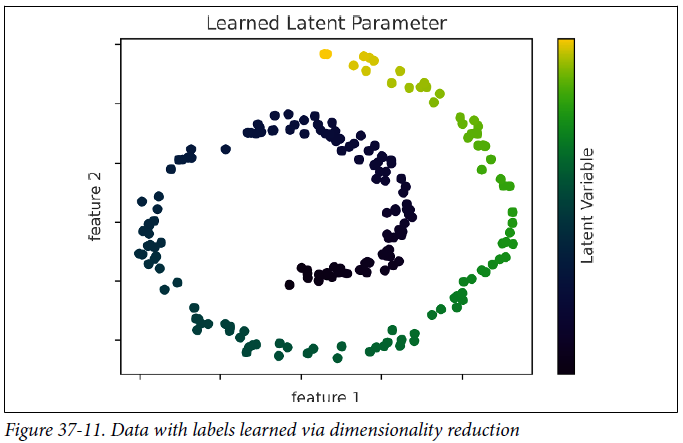 Learned Latent Parameter
feature 2
Latent Variable
feature 1
Figure 37-11. Data with labels learned via dimensionality reduction